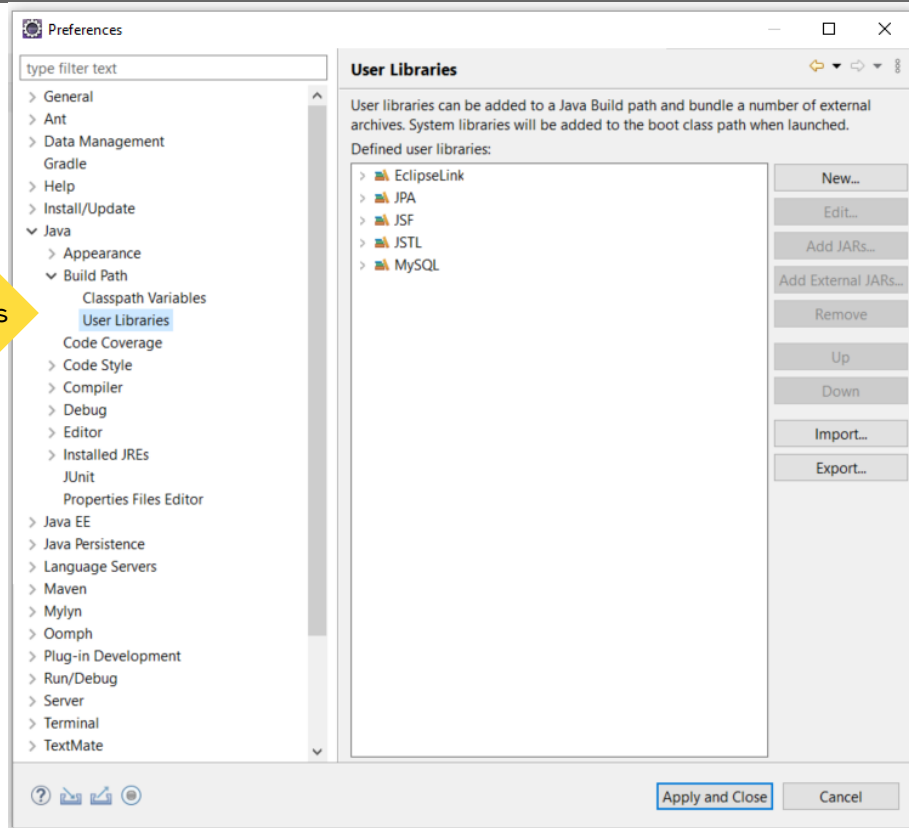 Preferences
type filter text
General
Ant
Data Management
Gradle
Help
Install/Update
Java
Appearance
Build Path
Classpath Variables
User Libraries
Code Coverage
Code Style
Compiler
Debug
Editor
Installed JREs
JUnit
Properties Files Editor
Java EE
Java Persistence
Language Servers
Maven
Mylyn
Oomph
Plug-in Development
Run/Debug
Server
Terminal
TextMate
s
User Libraries
User libraries can be added to a Java Build path and bundle a number of external
archives. System libraries will be added to the boot class path when launched.
Defined user libraries:
EclipseLink
JPA
JSF
JSTL
MySQL
New...
Edit...
Add JARs...
Add External JARs...
Remove
Up
Down
Import...
Export...
?
Apply and Close
Cancel